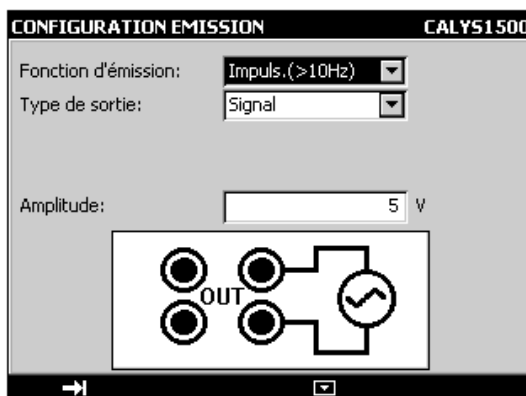 CONFIGURATION EMISSION CALYS1500
Fonction d'émission: Impuls.(>10Hz)
Type de sortie: Signal
Amplitude: 5 V
OUT